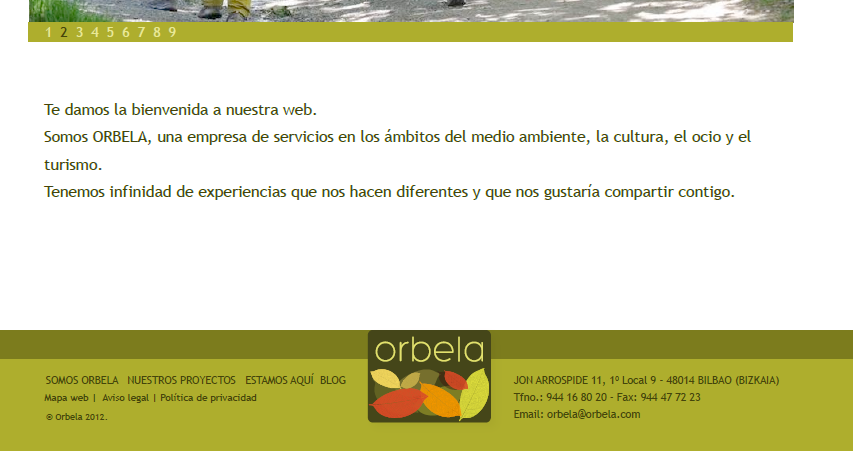 1 2 3 4 5 6 7 8 9
Te damos la bienvenida a nuestra web.
Somos ORBELA, una empresa de servicios en los ámbitos del medio ambiente, la cultura, el ocio y el
turismo.
Tenemos infinidad de experiencias que nos hacen diferentes y que nos gustaría compartir contigo.
orbela
SOMOS ORBELA NUESTROS PROYECTOS ESTAMOS AQUÍ BLOG
Mapa web | Aviso legal | Política de privacidad
© Orbela 2012.
JON ARROSPIDE 11, 1º Local 9 - 48014 BILBAO (BIZKAIA)
Tfno.: 944 16 80 20 - Fax: 944 47 72 23
Email: orbela@orbela.com